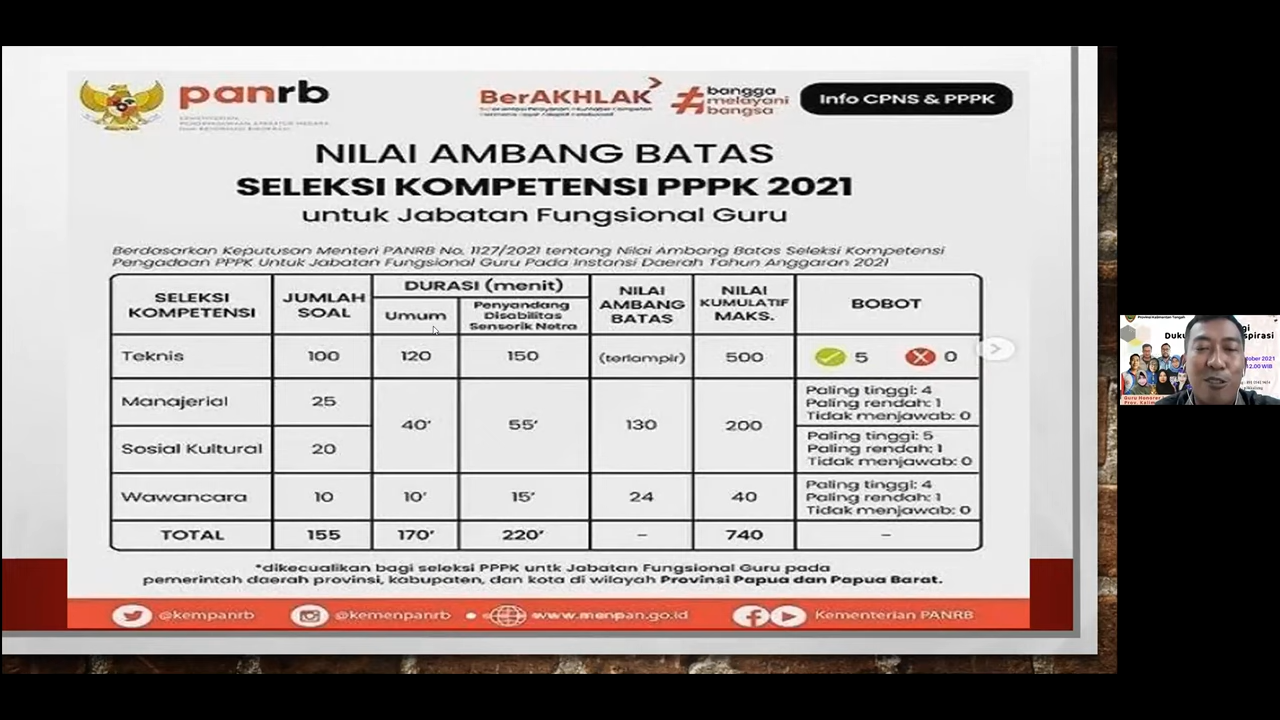 panrb
BerAKHLAK
#bangga
melayani
bangsa
Info CPNS & PPPK
NILAI AMBANG BATAS
SELEKSI KOMPETENSI PPPK 2021
untuk Jabatan Fungsional Guru
Berdasarkan Keputusan Menteri PANRB No. 1127/2021 tentang Nilai Ambang Batas Seleksi Kompetensi
Pengadaan PPPK Untuk Jabatan Fungsional Guru Pada Instansi Daerah Tahun Anggaran 2021
SELEKSI KOMPETENSI
JUMLAH SOAL
DURASI (menit)
Umum
Penyandang Disabilitas Sensorik Netra
NILAI AMBANG BATAS
NILAI KUMULATIF MAKS.
BOBOT
Teknis 100 120 150 (terlampir) 500 5 0
Manajerial 25 40' 55' 130 200
Paling tinggi: 4
Paling rendah: 1
Tidak menjawab: 0
Sosial Kultural 20
Paling tinggi: 5
Paling rendah: 1
Tidak menjawab: 0
Wawancara 10 10' 15' 24 40
Paling tinggi: 4
Paling rendah: 1
Tidak menjawab: 0
TOTAL 155 170' 220' - 740 -
*dikecualikan bagi seleksi PPPK untk Jabatan Fungsional Guru pada
pemerintah daerah provinsi, kabupaten, dan kota di wilayah Provinsi Papua dan Papua Barat.
@kempanrb @kemenpanrb www.menpan.go.id Kementerian PANRB
2021
12.00 WIB
Guru Honorer